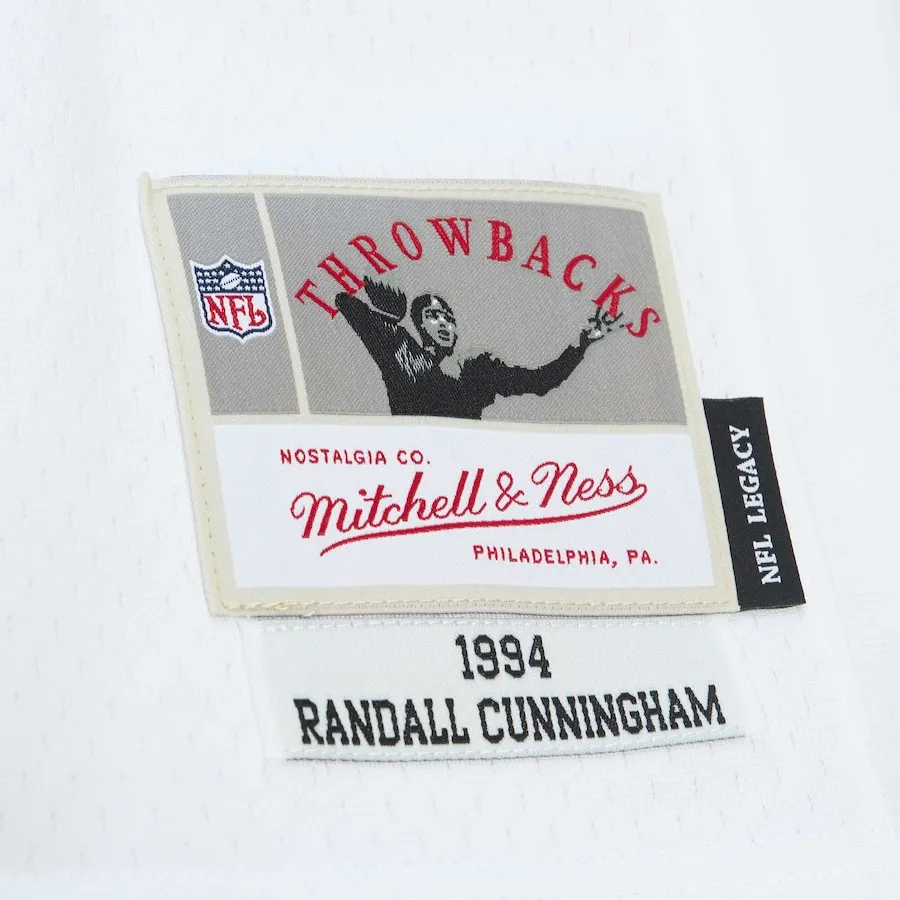 THROWBACKS
NFL
NOSTALGIA CO.
Mitchell & Ness
PHILADELPHIA, PA.
NFL LEGACY
1994
RANDALL CUNNINGHAM